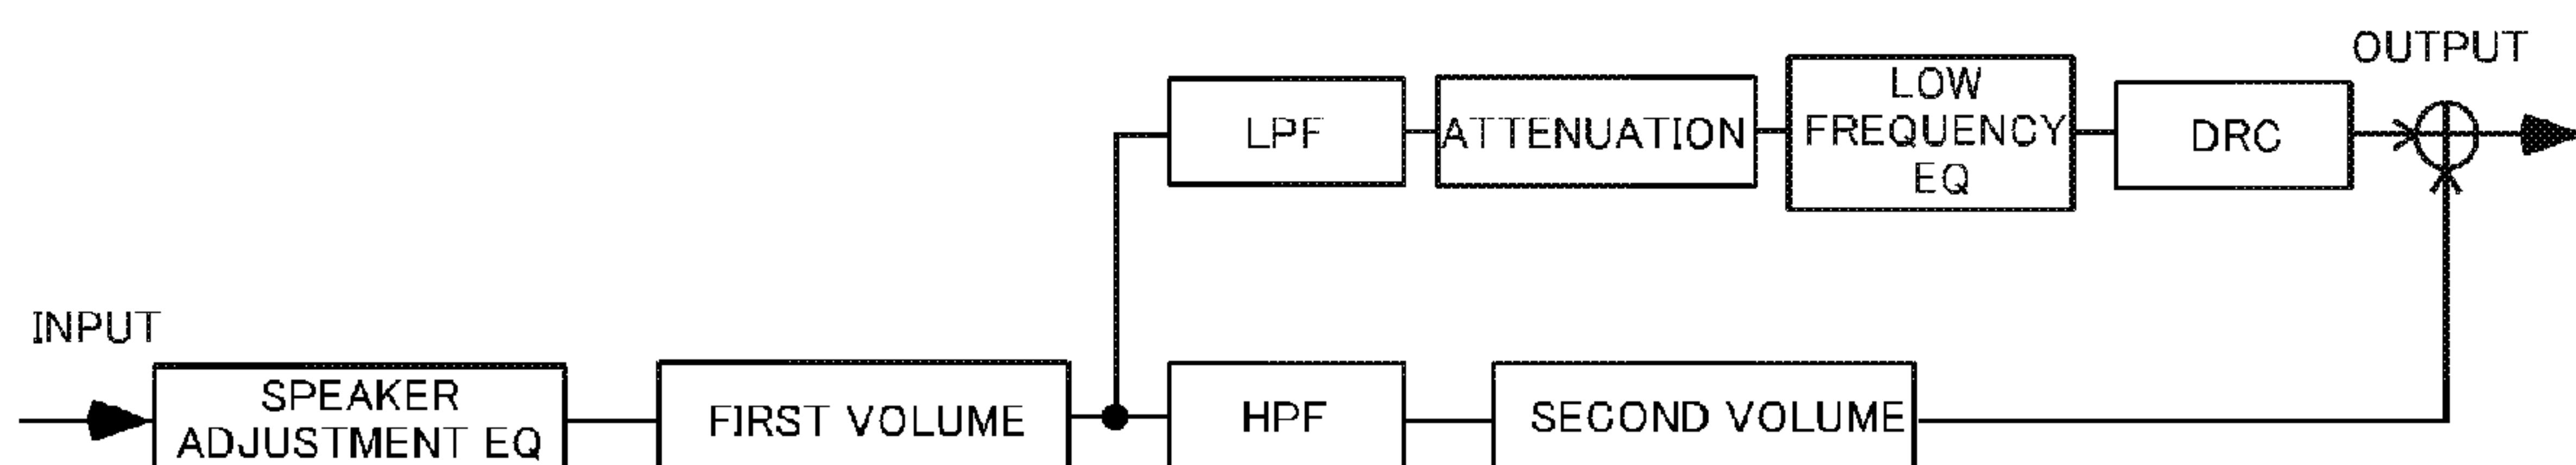 OUTPUT
LPF
ATTENUATION
LOW
FREQUENCY
EQ
DRC
INPUT
SPEAKER
ADJUSTMENT EQ
FIRST VOLUME
HPF
SECOND VOLUME